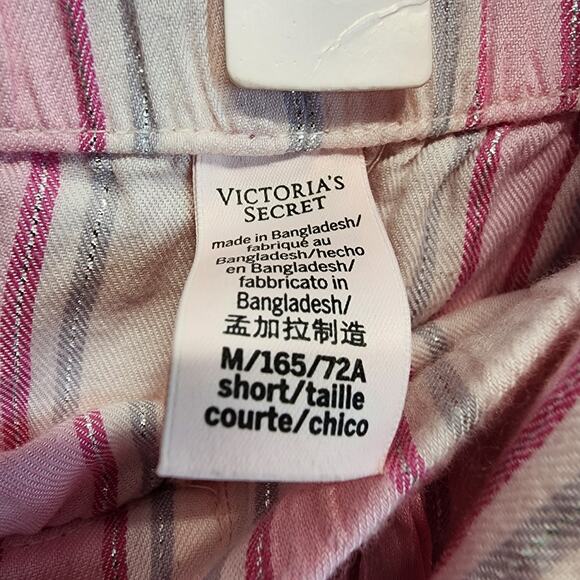 VICTORIA'S
SECRET
made in Bangladesh/
fabriqué au
Bangladesh/hecho
en Bangladesh/
fabbricato in
Bangladesh/
孟加拉制造
M/165/72A
short/taille
courte/chico